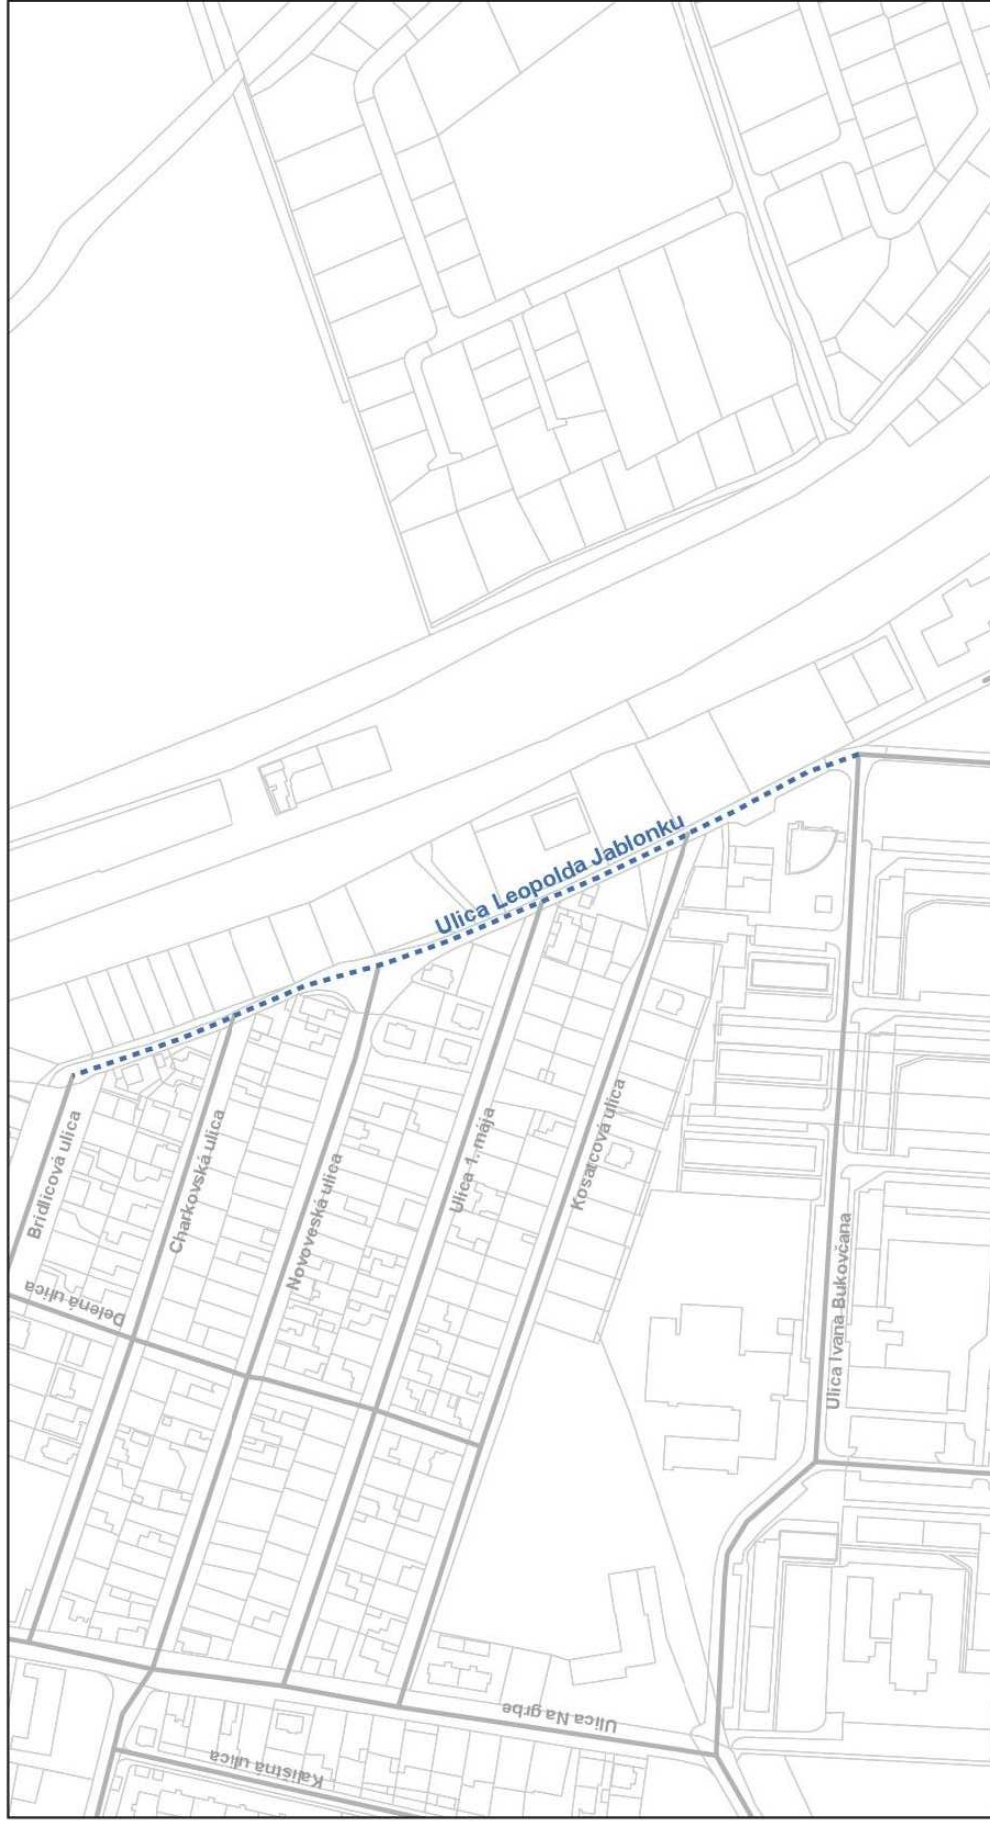 Ulica Leopolda Jablonku
Bridlicová ulica
Charkovská ulica
Novoveská ulica
Ulica 1. mája
Kosatcová ulica
Delená ulica
Ulica Ivana Bukovčana
Ulica Na grbe
Kalištná ulica